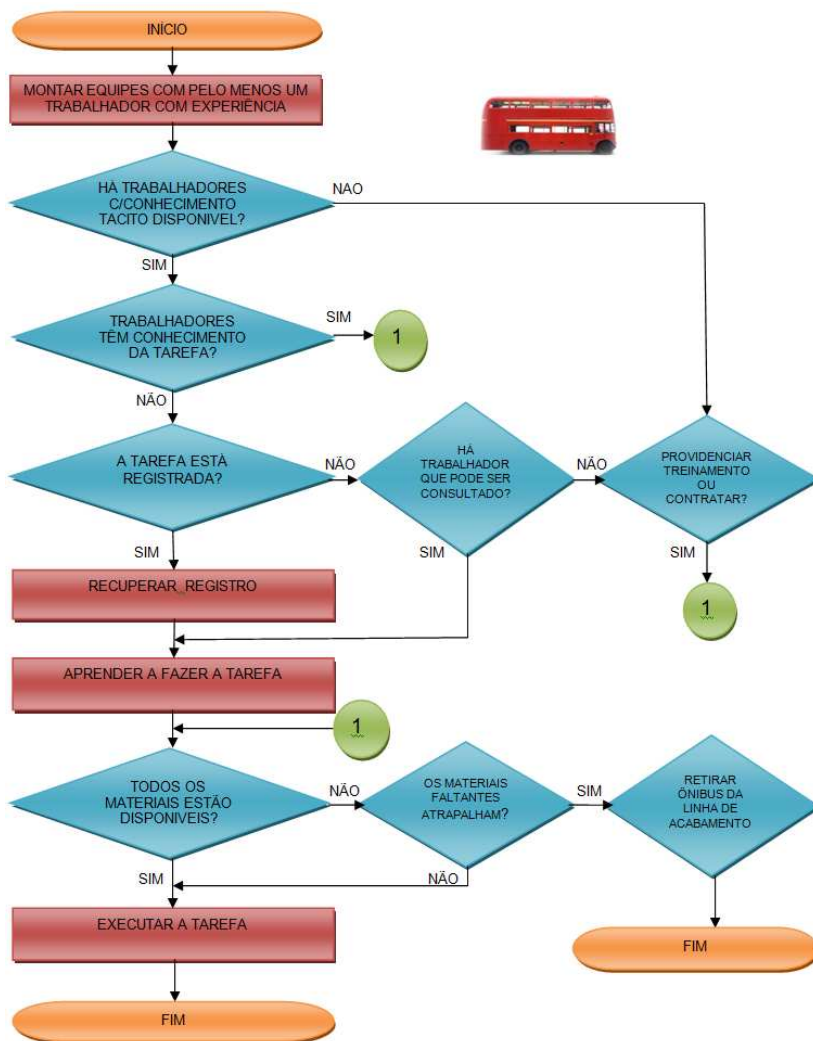 INÍCIO
MONTAR EQUIPES COM PELO MENOS UM
TRABALHADOR COM EXPERIÊNCIA
HÁ TRABALHADORES
C/CONHECIMENTO
TACITO DISPONIVEL?
NAO
SIM
TRABALHADORES
TÊM CONHECIMENTO
DA TAREFA?
SIM
1
NÃO
A TAREFA ESTÁ
REGISTRADA?
NÃO
HÁ
TRABALHADOR
QUE PODE SER
CONSULTADO?
NÃO
PROVIDENCIAR
TREINAMENTO
OU
CONTRATAR?
SIM
SIM
SIM
1
RECUPERAR REGISTRO
APRENDER A FAZER A TAREFA
1
TODOS OS
MATERIAIS ESTÃO
DISPONIVEIS?
NÃO
OS MATERIAIS
FALTANTES
ATRAPALHAM?
SIM
RETIRAR
ÔNIBUS DA
LINHA DE
ACABAMENTO
SIM
NÃO
EXECUTAR A TAREFA
FIM
FIM